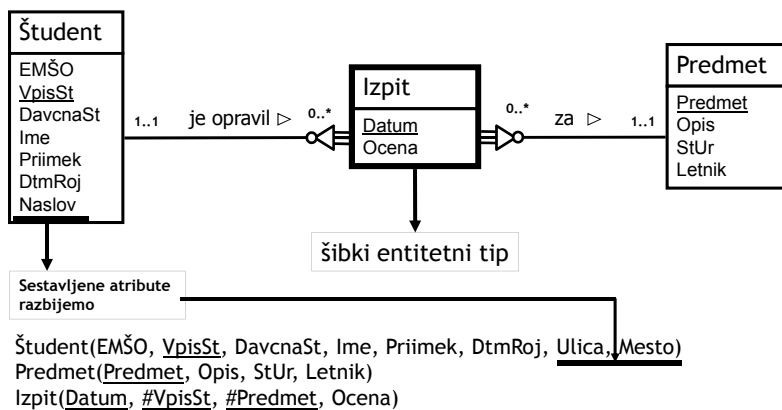 Študent
EMŠO
VpisSt
DavcnaSt
Ime
Priimek
DtmRoj
Naslov
1..1
je opravil ▷
0..*
Izpit
Datum
Ocena
0..*
za ▷
1..1
Predmet
Predmet
Opis
StUr
Letnik
šibki entitetni tip
Sestavljene atribute
razbijemo
Študent(EMŠO, VpisSt, DavcnaSt, Ime, Priimek, DtmRoj, Ulica, Mesto)
Predmet(Predmet, Opis, StUr, Letnik)
Izpit(Datum, #VpisSt, #Predmet, Ocena)